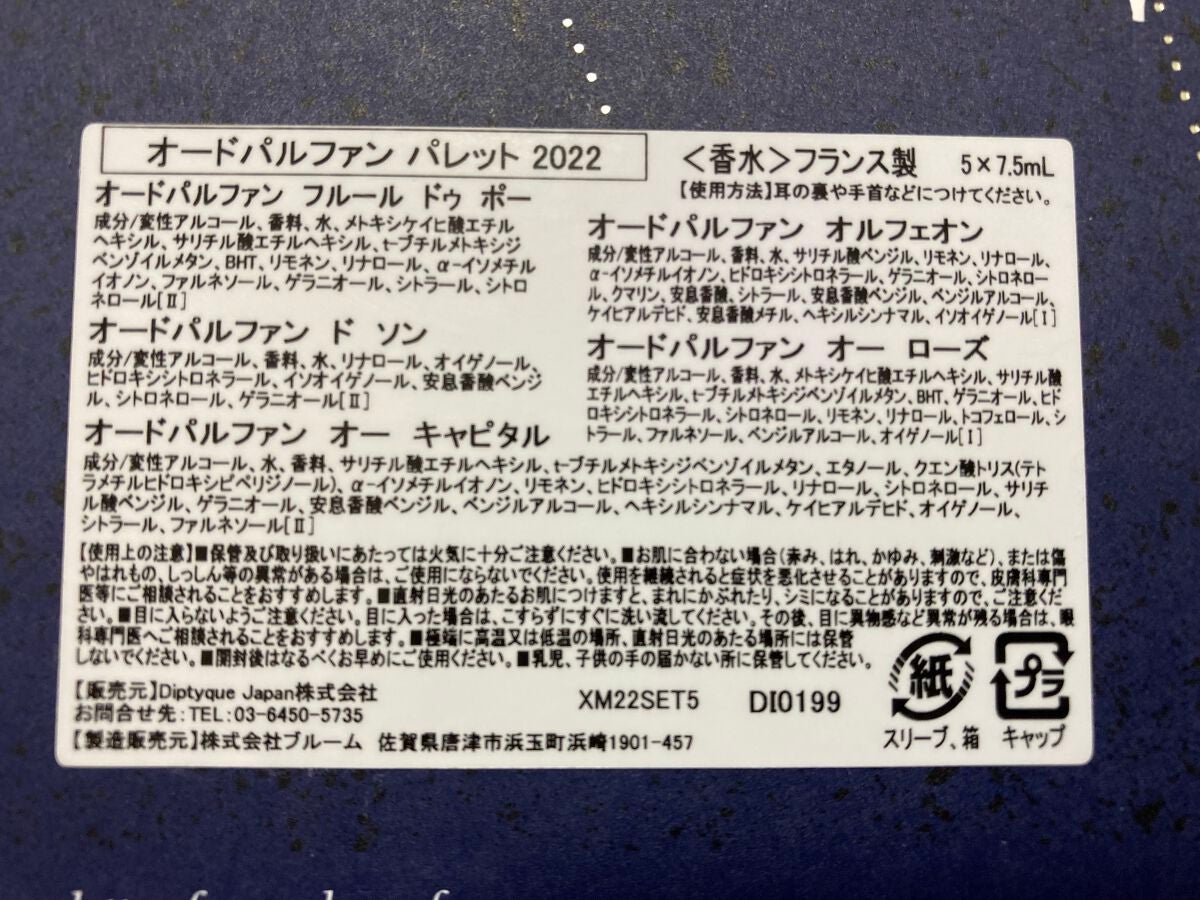 オードパルファン パレット 2022
＜香水＞フランス製 5×7.5mL
【使用方法】耳の裏や手首などにつけてください。
オードパルファン フルール ドゥ ポー
成分/変性アルコール、香料、水、メトキシケイヒ酸エチル
ヘキシル、サリチル酸エチルヘキシル、t-ブチルメトキシジ
ベンゾイルメタン、BHT、リモネン、リナロール、α-イソメチル
イオノン、ファルネソール、ゲラニオール、シトラール、シトロ
ネロール[Ⅱ]
オードパルファン ド ソン
成分/変性アルコール、香料、水、リナロール、オイゲノール、
ヒドロキシシトロネラール、イソオイゲノール、安息香酸ベンジ
ル、シトロネロール、ゲラニオール[Ⅱ]
オードパルファン オルフェオン
成分/変性アルコール、香料、水、サリチル酸ベンジル、リモネン、リナロール、
α-イソメチルイオノン、ヒドロキシシトロネラール、ゲラニオール、シトロネロ
ール、クマリン、安息香酸、シトラール、安息香酸ベンジル、ベンジルアルコール、
ケイヒアルデヒド、安息香酸メチル、ヘキシルシンナマル、イソオイゲノール[Ⅰ]
オードパルファン オー ローズ
成分/変性アルコール、香料、水、メトキシケイヒ酸エチルヘキシル、サリチル酸
エチルヘキシル、t-ブチルメトキシジベンゾイルメタン、BHT、ゲラニオール、ヒド
ロキシシトロネラール、シトロネロール、リモネン、リナロール、トコフェロール、シ
トラール、ファルネソール、ベンジルアルコール、オイゲノール[Ⅰ]
オードパルファン オー キャピタル
成分/変性アルコール、水、香料、サリチル酸エチルヘキシル、t-ブチルメトキシジベンゾイルメタン、エタノール、クエン酸トリス(テト
ラメチルヒドロキシピペリジノール)、α-イソメチルイオノン、リモネン、ヒドロキシシトロネラール、リナロール、シトロネロール、サリチ
ル酸ベンジル、ゲラニオール、安息香酸ベンジル、ベンジルアルコール、ヘキシルシンナマル、ケイヒアルデヒド、オイゲノール、
シトラール、ファルネソール[Ⅱ]
【使用上の注意】■保管及び取り扱いにあたっては火気に十分ご注意ください。■お肌に合わない場合(赤み、はれ、かゆみ、刺激など)、または傷
やはれもの、しっしん等の異常がある場合は、ご使用にならないでください。使用を継続されると症状を悪化させることがありますので、皮膚科専門
医等にご相談されることをおすすめします。■直射日光のあたるお肌につけますと、まれにかぶれたり、シミになることがありますので、ご注意くだ
さい。■目に入らないようご注意ください。目に入った場合は、こすらずにすぐに洗い流してください。その後、目に異物感など異常が残る場合は、眼
科専門医へご相談されることをおすすめします。■極端に高温又は低温の場所、直射日光のあたる場所には保管
しないでください。■開封後はなるべくお早めにご使用ください。■乳児、子供の手の届かない所に保管してください。
【販売元】Diptyque Japan株式会社 XM22SET5 DI0199
お問合せ先:TEL:03-6450-5735
【製造販売元】株式会社ブルーム 佐賀県唐津市浜玉町浜崎1901-457
紙 プラ
スリーブ、箱 キャップ